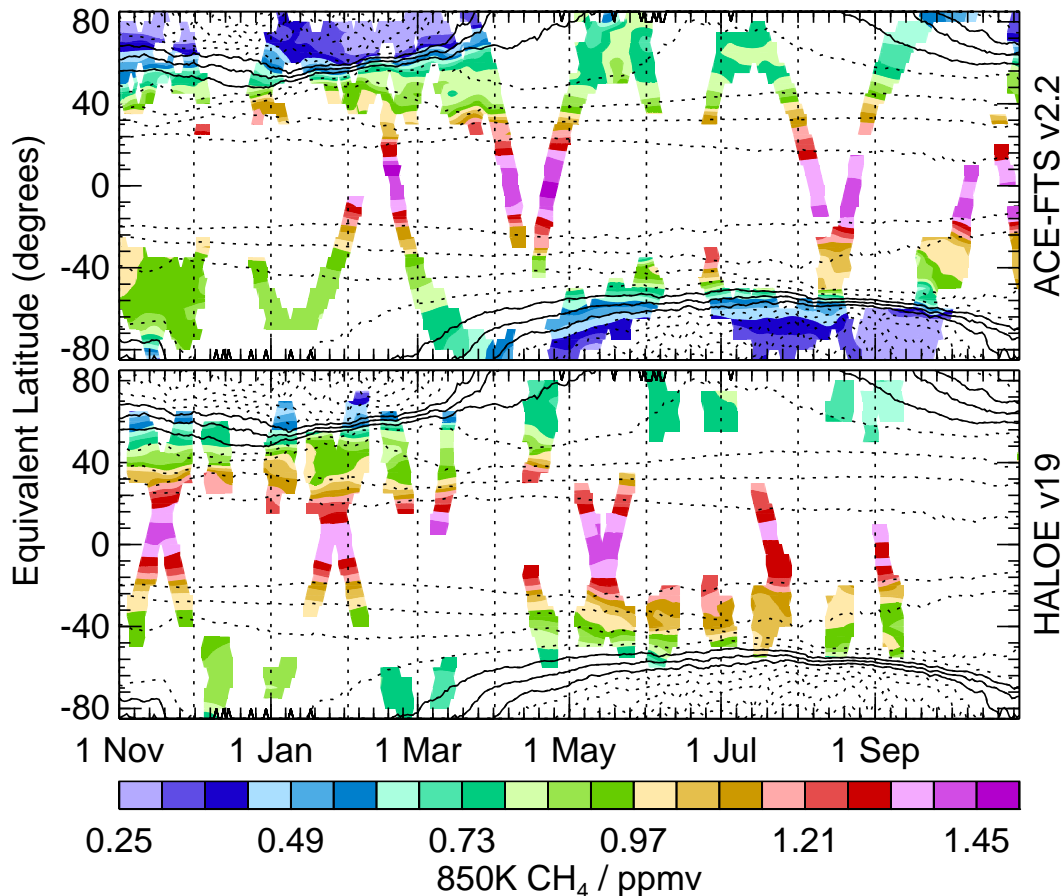 80
40
0
-40
-80
ACE-FTS v2.2
Equivalent Latitude (degrees)
80
40
0
-40
-80
HALOE v19
1 Nov 1 Jan 1 Mar 1 May 1 Jul 1 Sep
0.25 0.49 0.73 0.97 1.21 1.45
850K CH₄ / ppmv